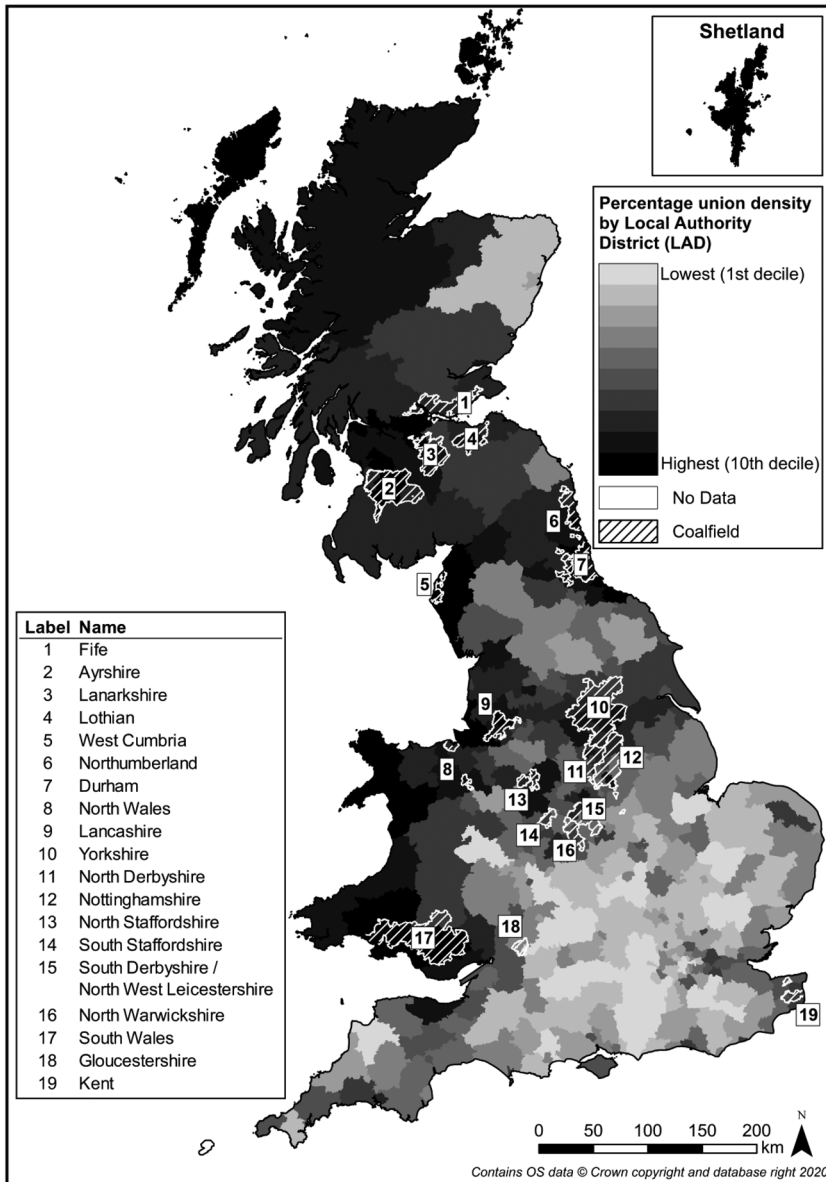 Shetland
Percentage union density
by Local Authority
District (LAD)
Lowest (1st decile)
Highest (10th decile)
No Data
Coalfield
1
4
3
2
6
7
5
9
10
8
11
12
13
15
14
16
18
17
19
Label Name
1 Fife
2 Ayrshire
3 Lanarkshire
4 Lothian
5 West Cumbria
6 Northumberland
7 Durham
8 North Wales
9 Lancashire
10 Yorkshire
11 North Derbyshire
12 Nottinghamshire
13 North Staffordshire
14 South Staffordshire
15 South Derbyshire /
North West Leicestershire
16 North Warwickshire
17 South Wales
18 Gloucestershire
19 Kent
N
0 50 100 150 200
km
Contains OS data © Crown copyright and database right 2020